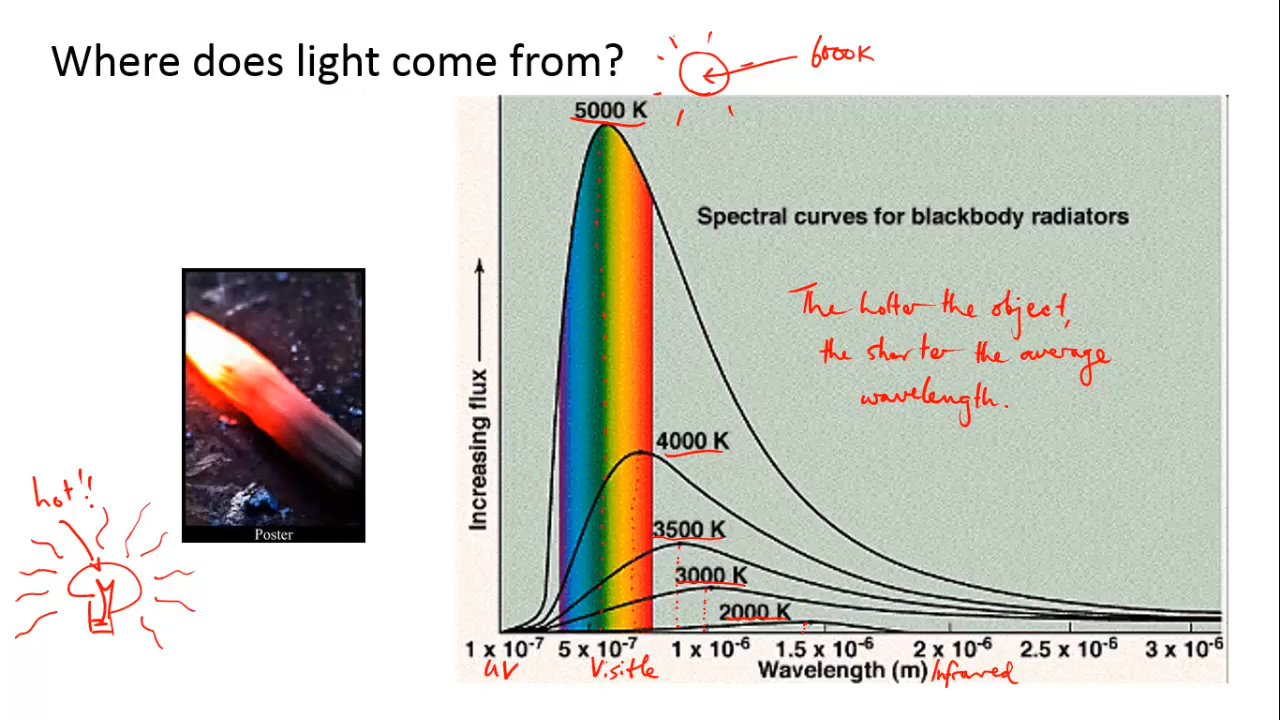 Where does light come from?
6000K
5000 K
Spectral curves for blackbody radiators
The hotter the object,
the shorter the average
wavelength.
Increasing flux
4000 K
3500 K
3000 K
2000 K
hot!!
Poster
1 x 10-7 5 x 10-7 1 x 10-6 1.5 x 10-6 2 x 10-6 2.5 x 10-6 3 x 10-6
UV Visible Wavelength (m) Infrared